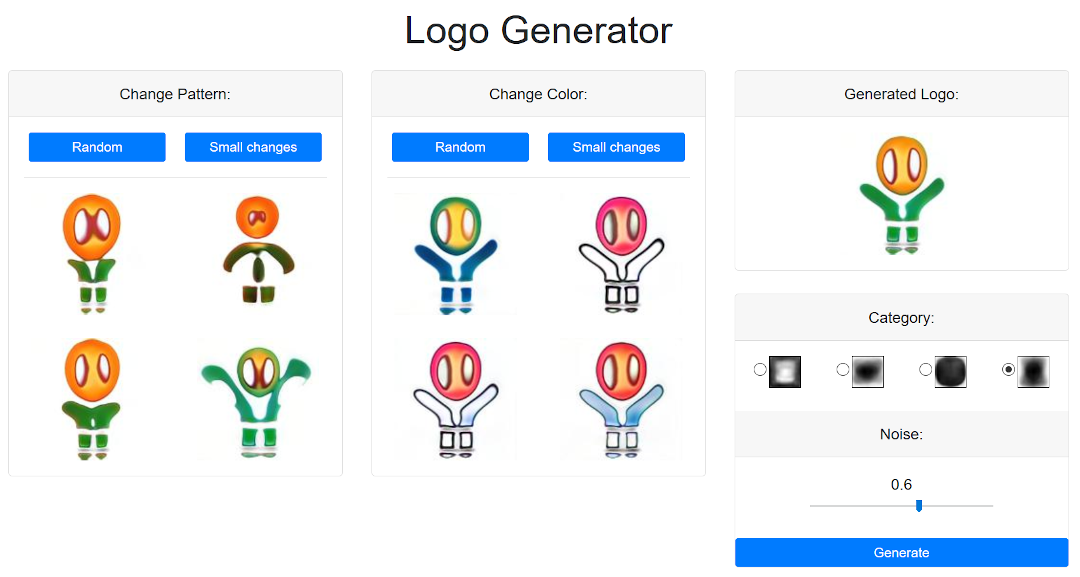 Logo Generator
Change Pattern:
Random
Small changes
Change Color:
Random
Small changes
Generated Logo:
Category:
Noise:
0.6
Generate